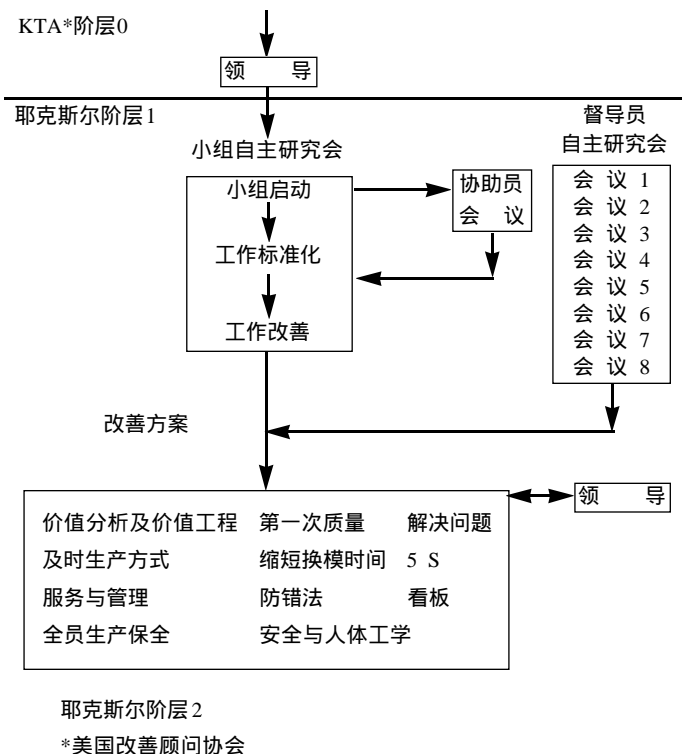 KTA*阶层0
领 导
耶克斯尔阶层1
督导员
自主研究会
小组自主研究会
小组启动
工作标准化
工作改善
协助员
会 议
会 议 1
会 议 2
会 议 3
会 议 4
会 议 5
会 议 6
会 议 7
会 议 8
改善方案
领 导
价值分析及价值工程 第一次质量 解决问题
及时生产方式 缩短换模时间 5 S
服务与管理 防错法 看板
全员生产保全 安全与人体工学
耶克斯尔阶层2
*美国改善顾问协会